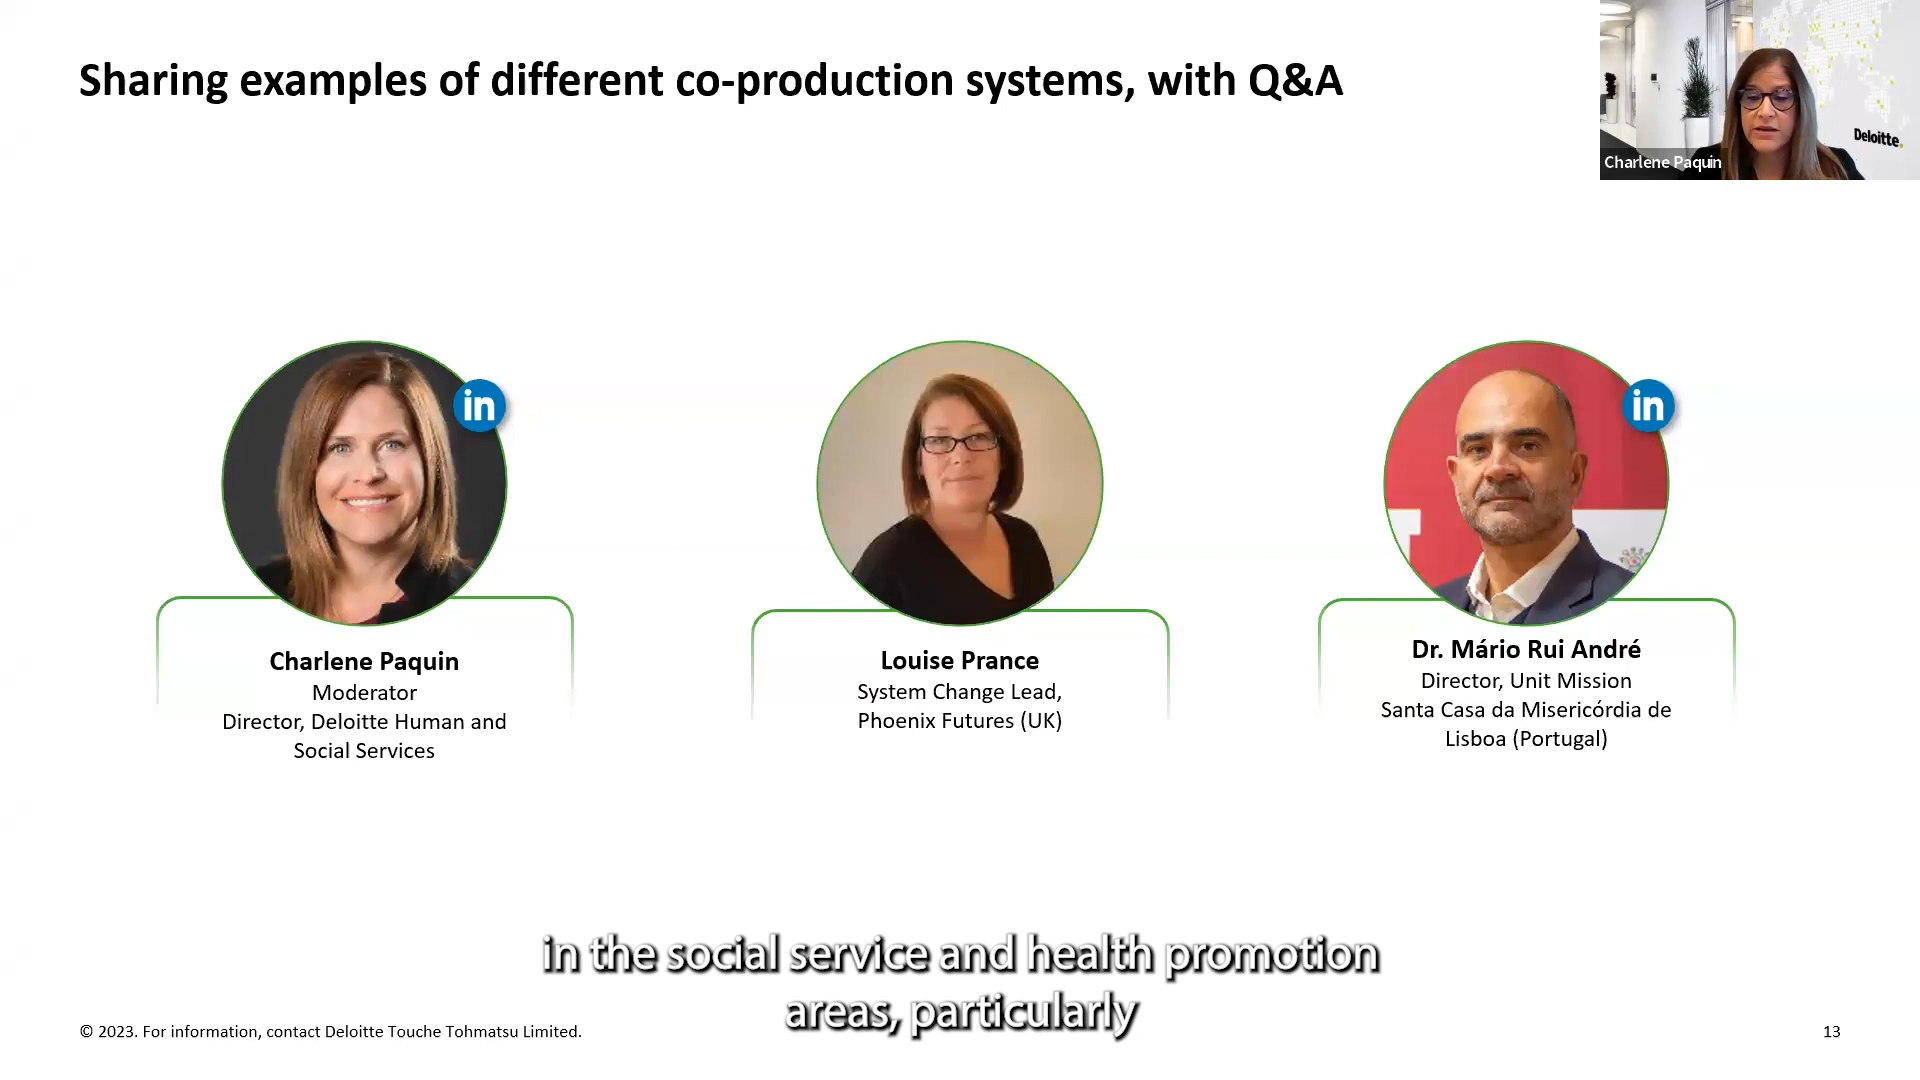 Sharing examples of different co-production systems, with Q&A
Deloitte.
Charlene Paquin
in
in
Charlene Paquin
Moderator
Director, Deloitte Human and
Social Services
Louise Prance
System Change Lead,
Phoenix Futures (UK)
Dr. Mário Rui André
Director, Unit Mission
Santa Casa da Misericórdia de
Lisboa (Portugal)
in the social service and health promotion
areas, particularly
© 2023. For information, contact Deloitte Touche Tohmatsu Limited.
13